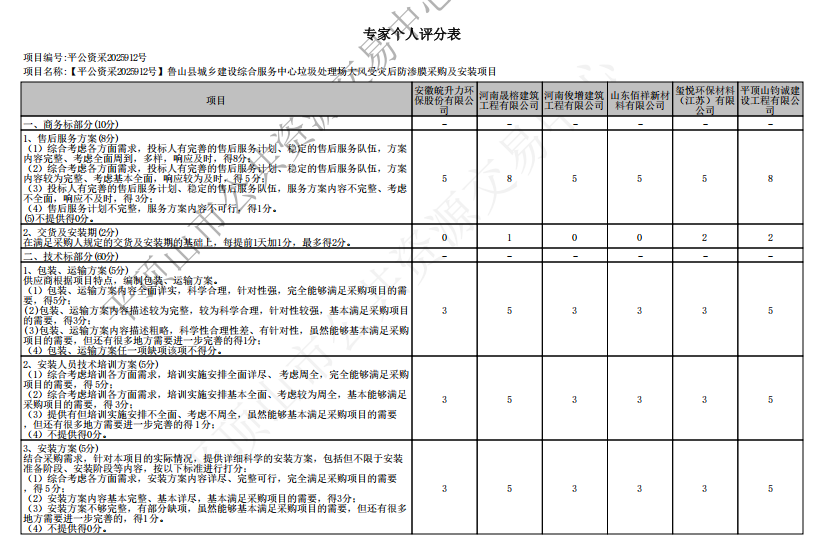 专家个人评分表
项目编号:平公资采2025912号
项目名称:【平公资采2025912号】鲁山县城乡建设综合服务中心垃圾处理场大风受灾后防渗膜采购及安装项目
项目 安徽皖升力环保股份有限公司 河南晟榕建筑工程有限公司 河南俊增建筑工程有限公司 山东佰祥新材料有限公司 玺悦环保材料（江苏）有限公司 平顶山钧诚建设工程有限公司
一、商务标部分(10分) － － － － － －
1、售后服务方案(8分)
（1）综合考虑各方面需求，投标人有完善的售后服务计划、稳定的售后服务队伍，方案
内容完整、考虑全面周到，多样，响应及时，得8分；
（2）综合考虑各方面需求，投标人有完善的售后服务计划、稳定的售后服务队伍，方案
内容较为完整、考虑基本全面，响应较为及时，得 5分；
（3）投标人有完善的售后服务计划、稳定的售后服务队伍，服务方案内容不完整、考虑
不全面，响应不及时，得 3分；
（4）售后服务计划不完整，服务方案内容不可行，得1分。
(5)不提供得0分。
5 8 5 5 5 8
2、交货及安装期(2分)
在满足采购人规定的交货及安装期的基础上，每提前1天加1分，最多得2分。
0 1 0 0 2 2
二、技术标部分(60分) － － － － － －
1、包装、运输方案(5分)
供应商根据项目特点，编制包装、运输方案。
（1）包装、运输方案内容全面详实，科学合理，针对性强，完全能够满足采购项目的需
要，得5分；
(2)包装、运输方案内容描述较为完整，较为科学合理，针对性较强，基本满足采购项目
的需要，得3分；
(3)包装、运输方案内容描述粗略，科学性合理性差、有针对性，虽然能够基本满足采购
项目的需要，但还有很多地方需要进一步完善的得1分；
（4）包装、运输方案任一项缺项该项不得分。
3 5 3 3 3 5
2、安装人员技术培训方案(5分)
（1）综合考虑培训各方面需求，培训实施安排全面详尽、 考虑周全，完全能够满足采购
项目的需要，得 5分；
（2）综合考虑培训各方面需求，培训实施安排基本全面、考虑较为周全，基本能够满足
采购项目的需要，得 3分；
（3）提供有但培训实施安排不全面、考虑不周全，虽然能够基本满足采购项目的需要
，但还有很多地方需要进一步完善的得 1分；
（4）不提供得0分。
3 5 3 3 3 5
3、安装方案(5分)
结合采购需求，针对本项目的实际情况，提供详细科学的安装方案，包括但不限于安装
准备阶段、安装阶段等内容，按以下标准进行打分：
（1）综合考虑各方面需求，安装方案内容详尽、完整可行，完全满足采购项目的需要
，得 5分；
（2）安装方案内容基本完整、基本详尽，基本满足采购项目的需要，得3分；
（3）安装方案不够完整，有部分缺项，虽然能够基本满足采购项目的需要，但还有很多
地方需要进一步完善的，得1分。
（4）不提供得0分。
3 5 3 3 3 5
平顶山市公共资源交易中心
平顶山市公共资源交易中心